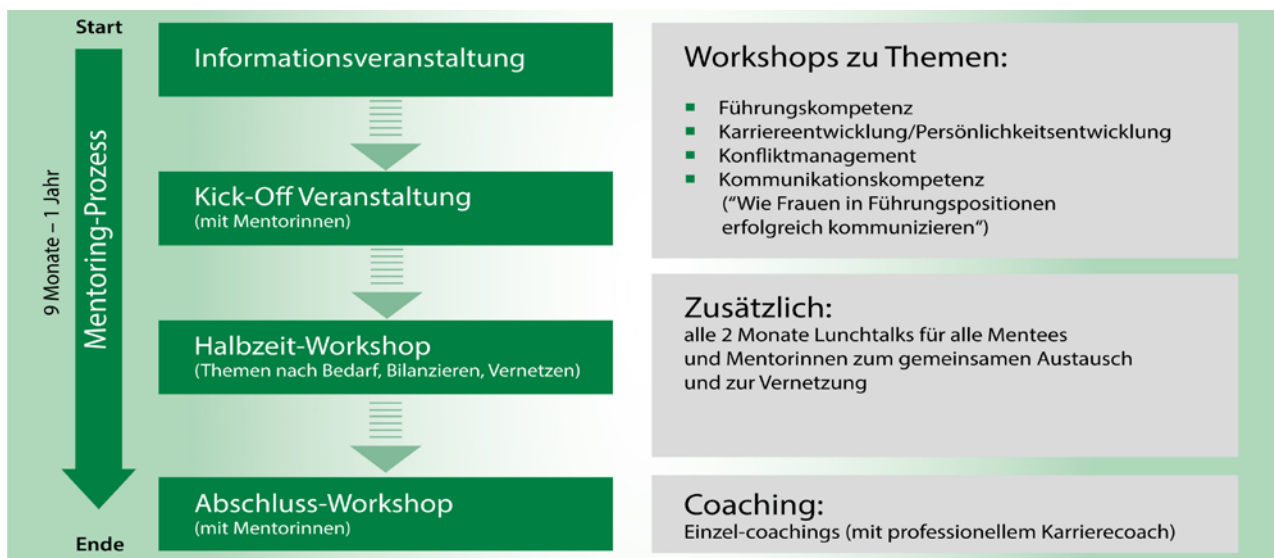 Start
9 Monate – 1 Jahr
Mentoring-Prozess
Ende
Informationsveranstaltung
Kick-Off Veranstaltung
(mit Mentorinnen)
Halbzeit-Workshop
(Themen nach Bedarf, Bilanzieren, Vernetzen)
Abschluss-Workshop
(mit Mentorinnen)
Workshops zu Themen:
Führungskompetenz
Karriereentwicklung/Persönlichkeitsentwicklung
Konfliktmanagement
Kommunikationskompetenz
(“Wie Frauen in Führungspositionen
erfolgreich kommunizieren“)
Zusätzlich:
alle 2 Monate Lunchtalks für alle Mentees
und Mentorinnen zum gemeinsamen Austausch
und zur Vernetzung
Coaching:
Einzel-coachings (mit professionellem Karrierecoach)